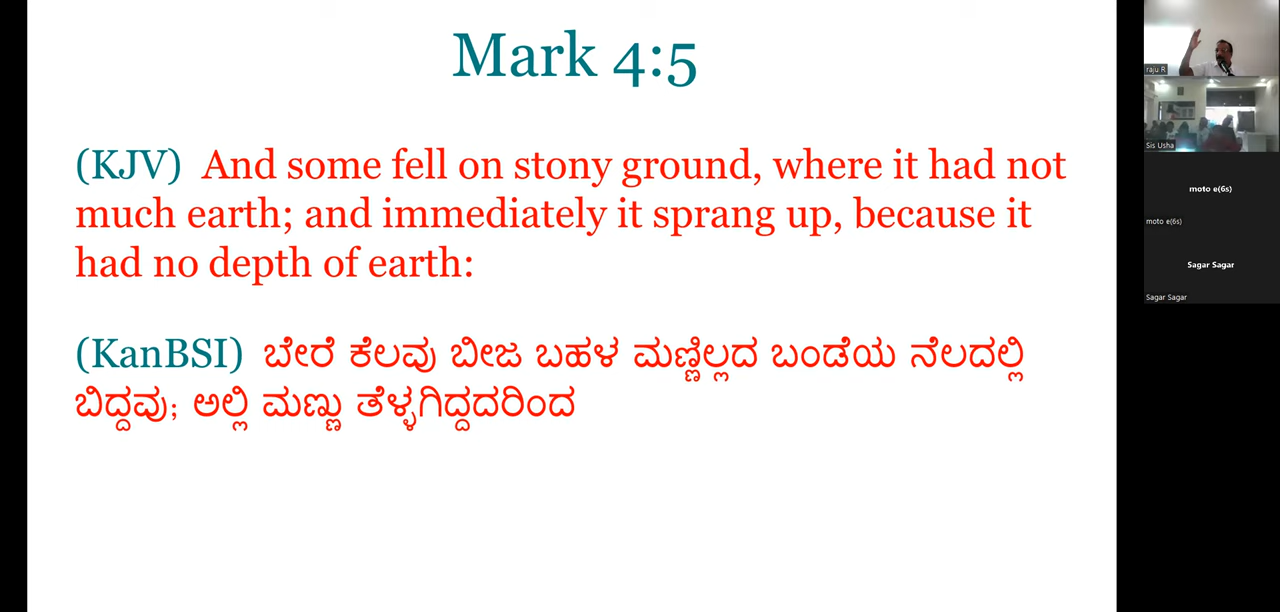 Mark 4:5
(KJV) And some fell on stony ground, where it had not
much earth; and immediately it sprang up, because it
had no depth of earth:
(KanBSI) ಬೇರೆ ಕೆಲವು ಬೀಜ ಬಹಳ ಮಣ್ಣಿಲ್ಲದ ಬಂಡೆಯ ನೆಲದಲ್ಲಿ
ಬಿದ್ದವು; ಅಲ್ಲಿ ಮಣ್ಣು ತೆಳ್ಳಗಿದ್ದದರಿಂದ
raju R
Sis Usha
moto e(6s)
moto e(6s)
Sagar Sagar
Sagar Sagar